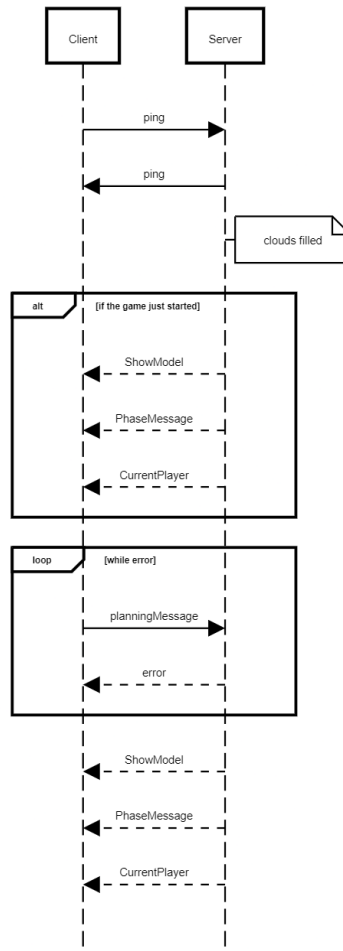 Client
Server
ping
ping
clouds filled
alt
[if the game just started]
ShowModel
PhaseMessage
CurrentPlayer
loop
[while error]
planningMessage
error
ShowModel
PhaseMessage
CurrentPlayer